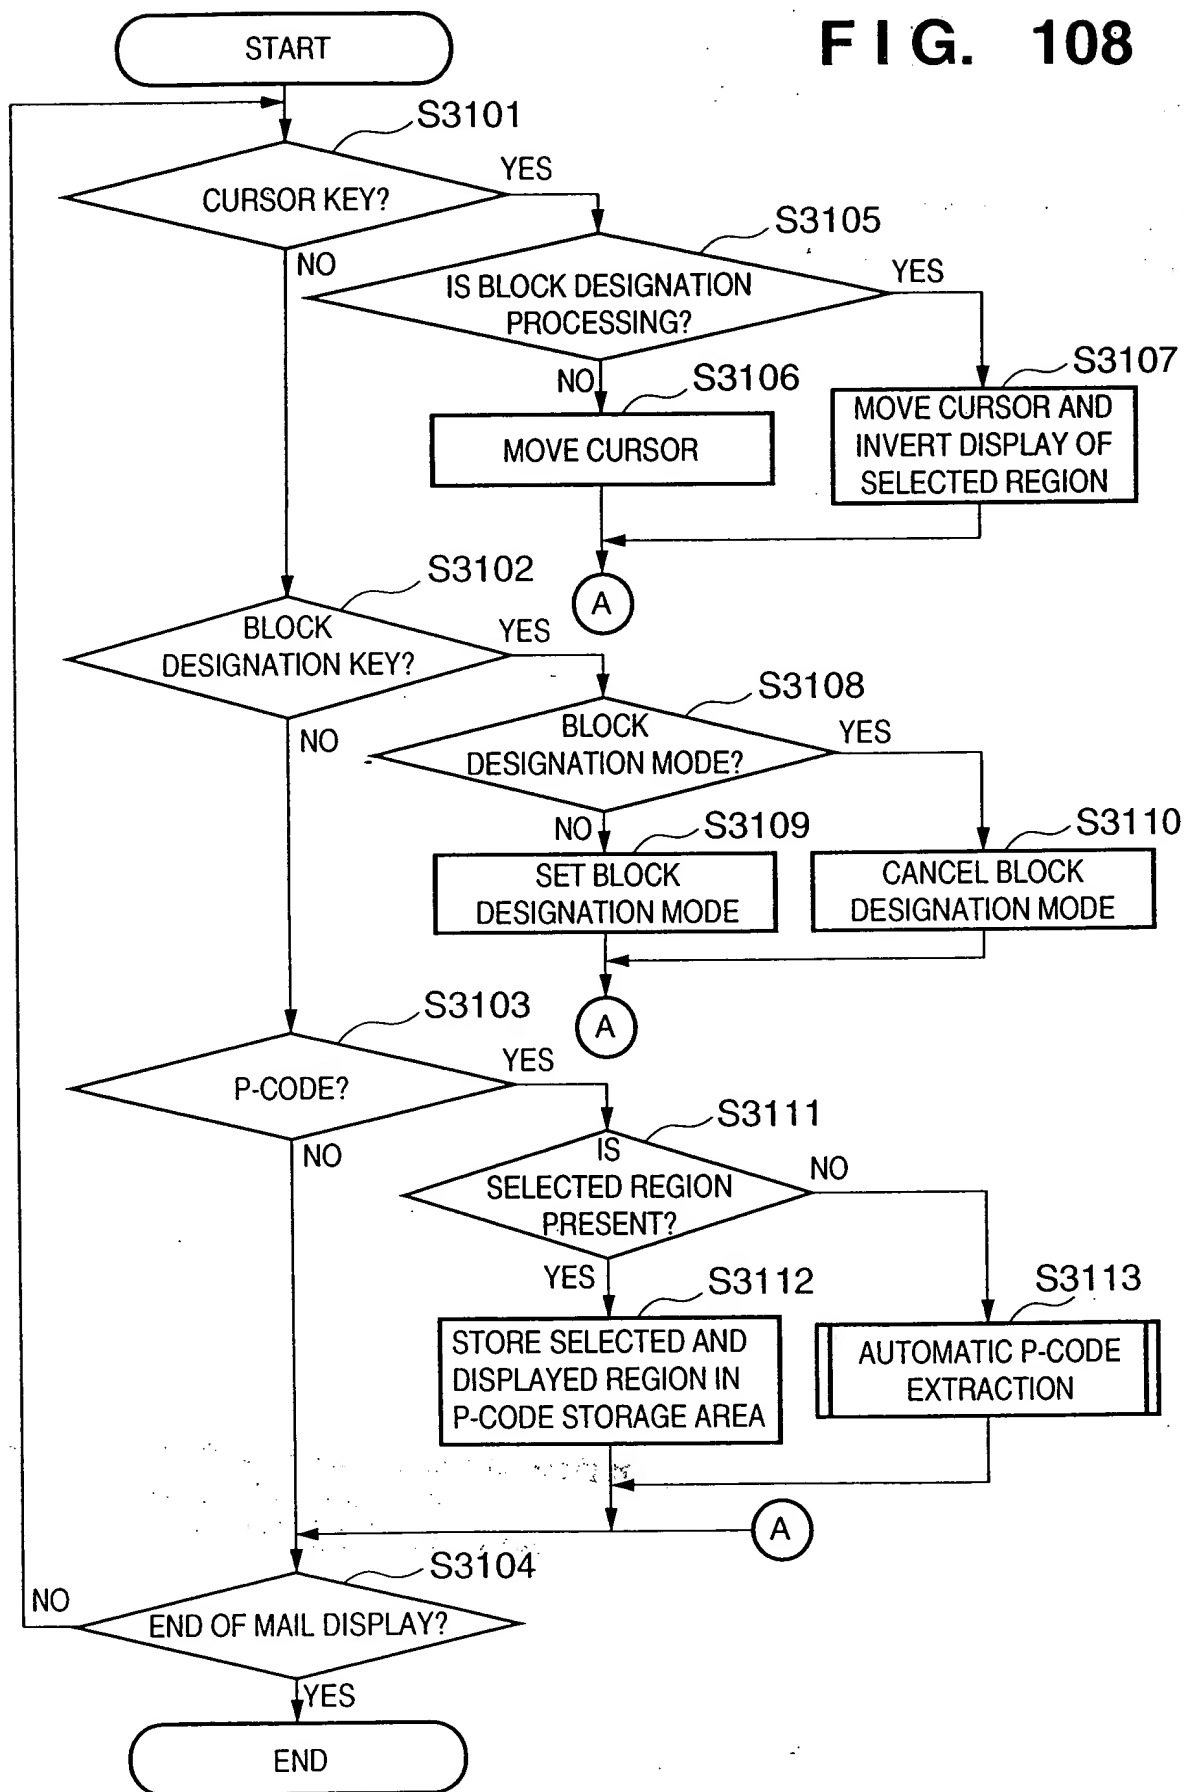 FIG. 108
START
S3101
CURSOR KEY?
YES
NO
S3105
IS BLOCK DESIGNATION
PROCESSING?
YES
NO
S3106
MOVE CURSOR
S3107
MOVE CURSOR AND
INVERT DISPLAY OF
SELECTED REGION
A
S3102
BLOCK
DESIGNATION KEY?
YES
NO
S3108
BLOCK
DESIGNATION MODE?
YES
NO
S3109
SET BLOCK
DESIGNATION MODE
S3110
CANCEL BLOCK
DESIGNATION MODE
A
S3103
P-CODE?
YES
NO
S3111
IS
SELECTED REGION
PRESENT?
NO
YES
S3112
STORE SELECTED AND
DISPLAYED REGION IN
P-CODE STORAGE AREA
S3113
AUTOMATIC P-CODE
EXTRACTION
A
S3104
END OF MAIL DISPLAY?
NO
YES
END